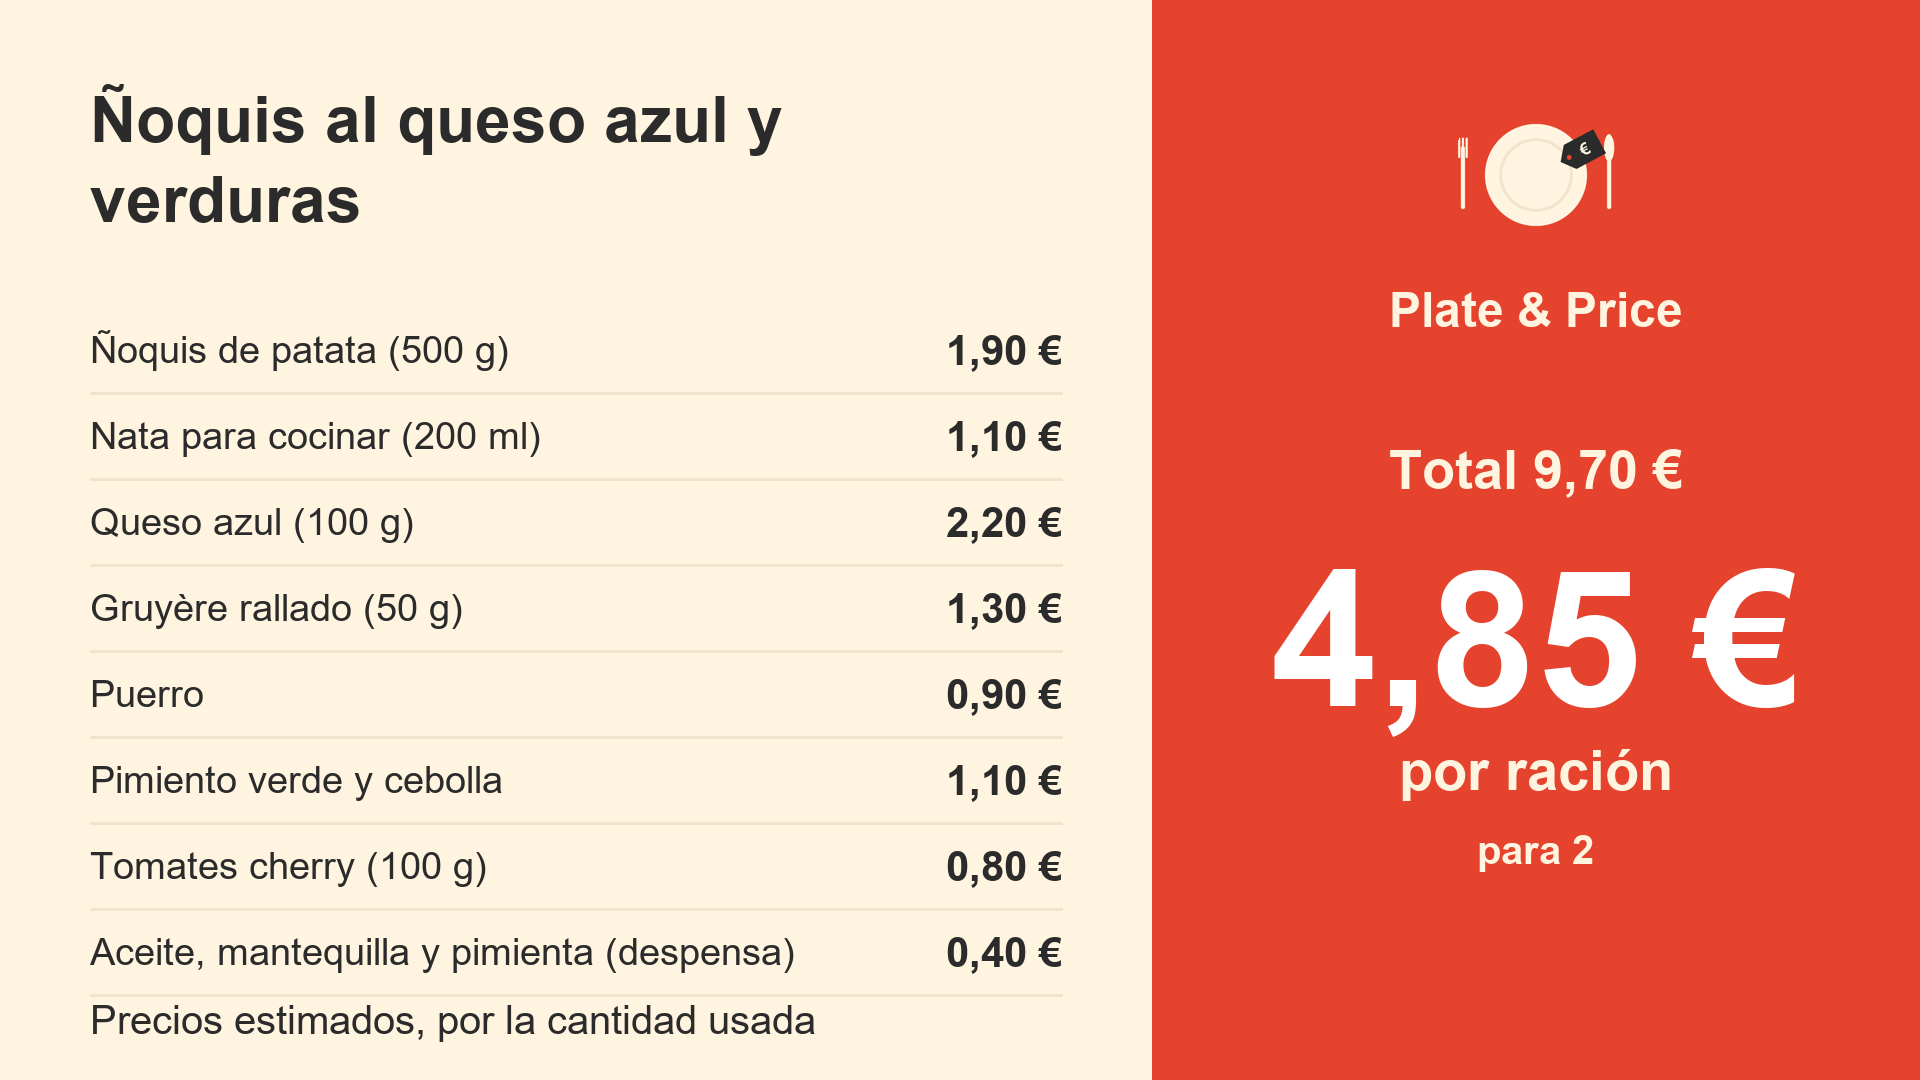 Ñoquis al queso azul y
verduras
Ñoquis de patata (500 g) 1,90 €
Nata para cocinar (200 ml) 1,10 €
Queso azul (100 g) 2,20 €
Gruyère rallado (50 g) 1,30 €
Puerro 0,90 €
Pimiento verde y cebolla 1,10 €
Tomates cherry (100 g) 0,80 €
Aceite, mantequilla y pimienta (despensa) 0,40 €
Precios estimados, por la cantidad usada
€
Plate & Price
Total 9,70 €
4,85 €
por ración
para 2